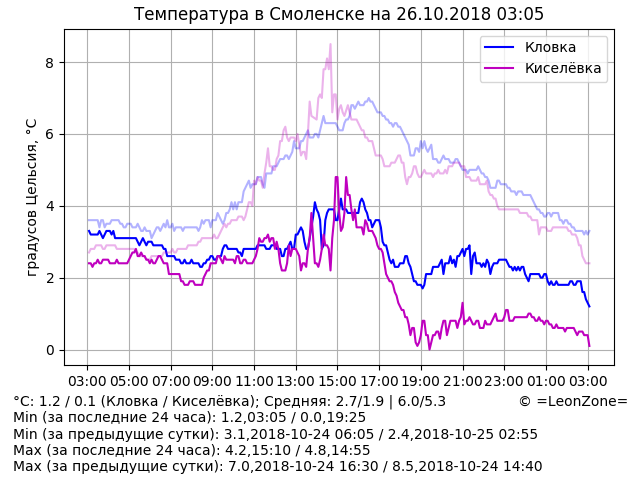 Температура в Смоленске на 26.10.2018 03:05
Кловка
Киселёвка
градусов Цельсия, °C
8
6
4
2
0
03:00 05:00 07:00 09:00 11:00 13:00 15:00 17:00 19:00 21:00 23:00 01:00 03:00
°C: 1.2 / 0.1 (Кловка / Киселёвка); Средняя: 2.7/1.9 | 6.0/5.3 © =LeonZone=
Min (за последние 24 часа): 1.2,03:05 / 0.0,19:25
Min (за предыдущие сутки): 3.1,2018-10-24 06:05 / 2.4,2018-10-25 02:55
Max (за последние 24 часа): 4.2,15:10 / 4.8,14:55
Max (за предыдущие сутки): 7.0,2018-10-24 16:30 / 8.5,2018-10-24 14:40